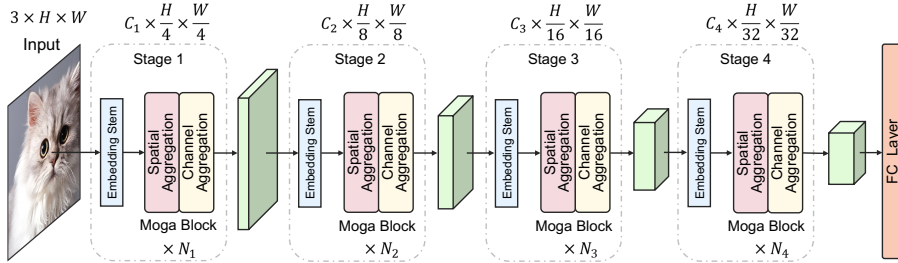 3 × H × W
Input
C₁ × H/4 × W/4
Stage 1
Embedding Stem
Spatial
Aggregation
Channel
Aggregation
Moga Block
× N₁
C₂ × H/8 × W/8
Stage 2
Embedding Stem
Spatial
Aggregation
Channel
Aggregation
Moga Block
× N₂
C₃ × H/16 × W/16
Stage 3
Embedding Stem
Spatial
Aggregation
Channel
Aggregation
Moga Block
× N₃
C₄ × H/32 × W/32
Stage 4
Embedding Stem
Spatial
Aggregation
Channel
Aggregation
Moga Block
× N₄
FC Layer